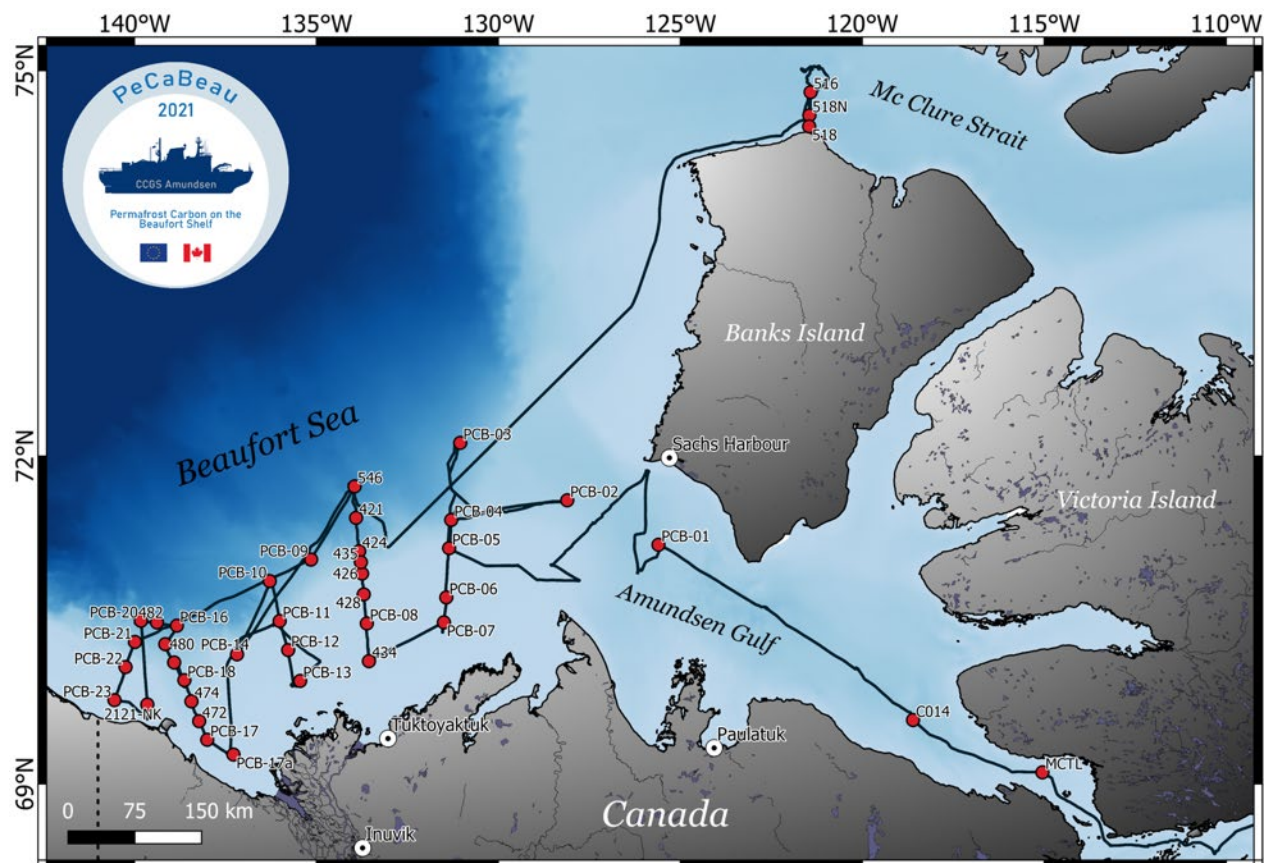 140°W
135°W
130°W
125°W
120°W
115°W
110°W
75°N
72°N
69°N
PeCaBeau
2021
CCGS Amundsen
Permafrost Carbon on the
Beaufort Shelf
516
518N
518
Mc Clure Strait
Banks Island
Beaufort Sea
Sachs Harbour
Victoria Island
PCB-03
546
PCB-02
421
PCB-04
PCB-01
424
PCB-09
435
PCB-05
PCB-10
426
PCB-06
Amundsen Gulf
428
PCB-20
482
PCB-16
PCB-11
PCB-08
PCB-07
PCB-21
480
PCB-14
PCB-12
434
PCB-22
PCB-18
PCB-13
PCB-23
474
2121-NK
472
C014
PCB-17
Tuktoyaktuk
Paulatuk
PCB-17a
MCTL
0 75 150 km
Canada
Inuvik